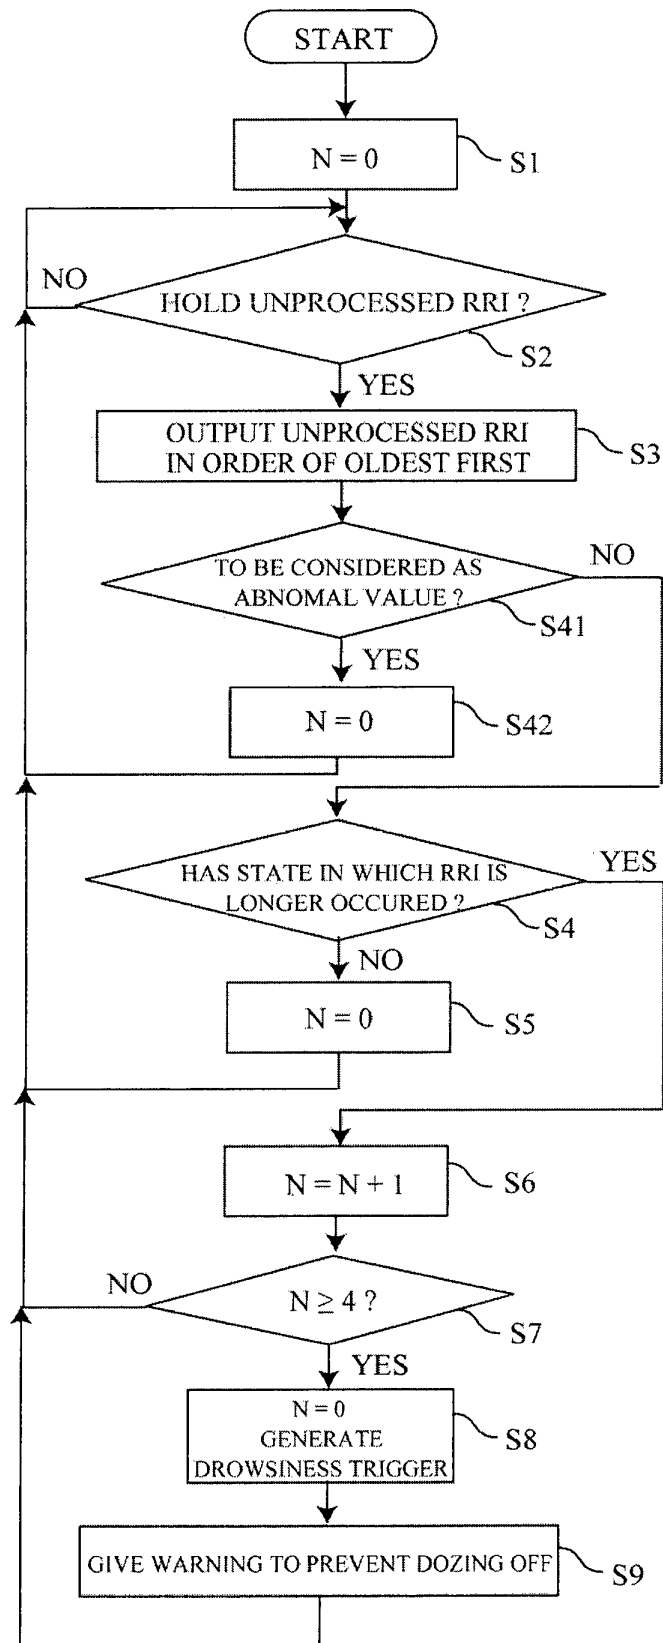 START
N = 0
S1
NO
HOLD UNPROCESSED RRI ?
S2
YES
OUTPUT UNPROCESSED RRI
IN ORDER OF OLDEST FIRST
S3
NO
TO BE CONSIDERED AS
ABNOMAL VALUE ?
S41
YES
N = 0
S42
YES
HAS STATE IN WHICH RRI IS
LONGER OCCURED ?
S4
NO
N = 0
S5
N = N + 1
S6
NO
N ≥ 4 ?
S7
YES
N = 0
GENERATE
DROWSINESS TRIGGER
S8
GIVE WARNING TO PREVENT DOZING OFF
S9